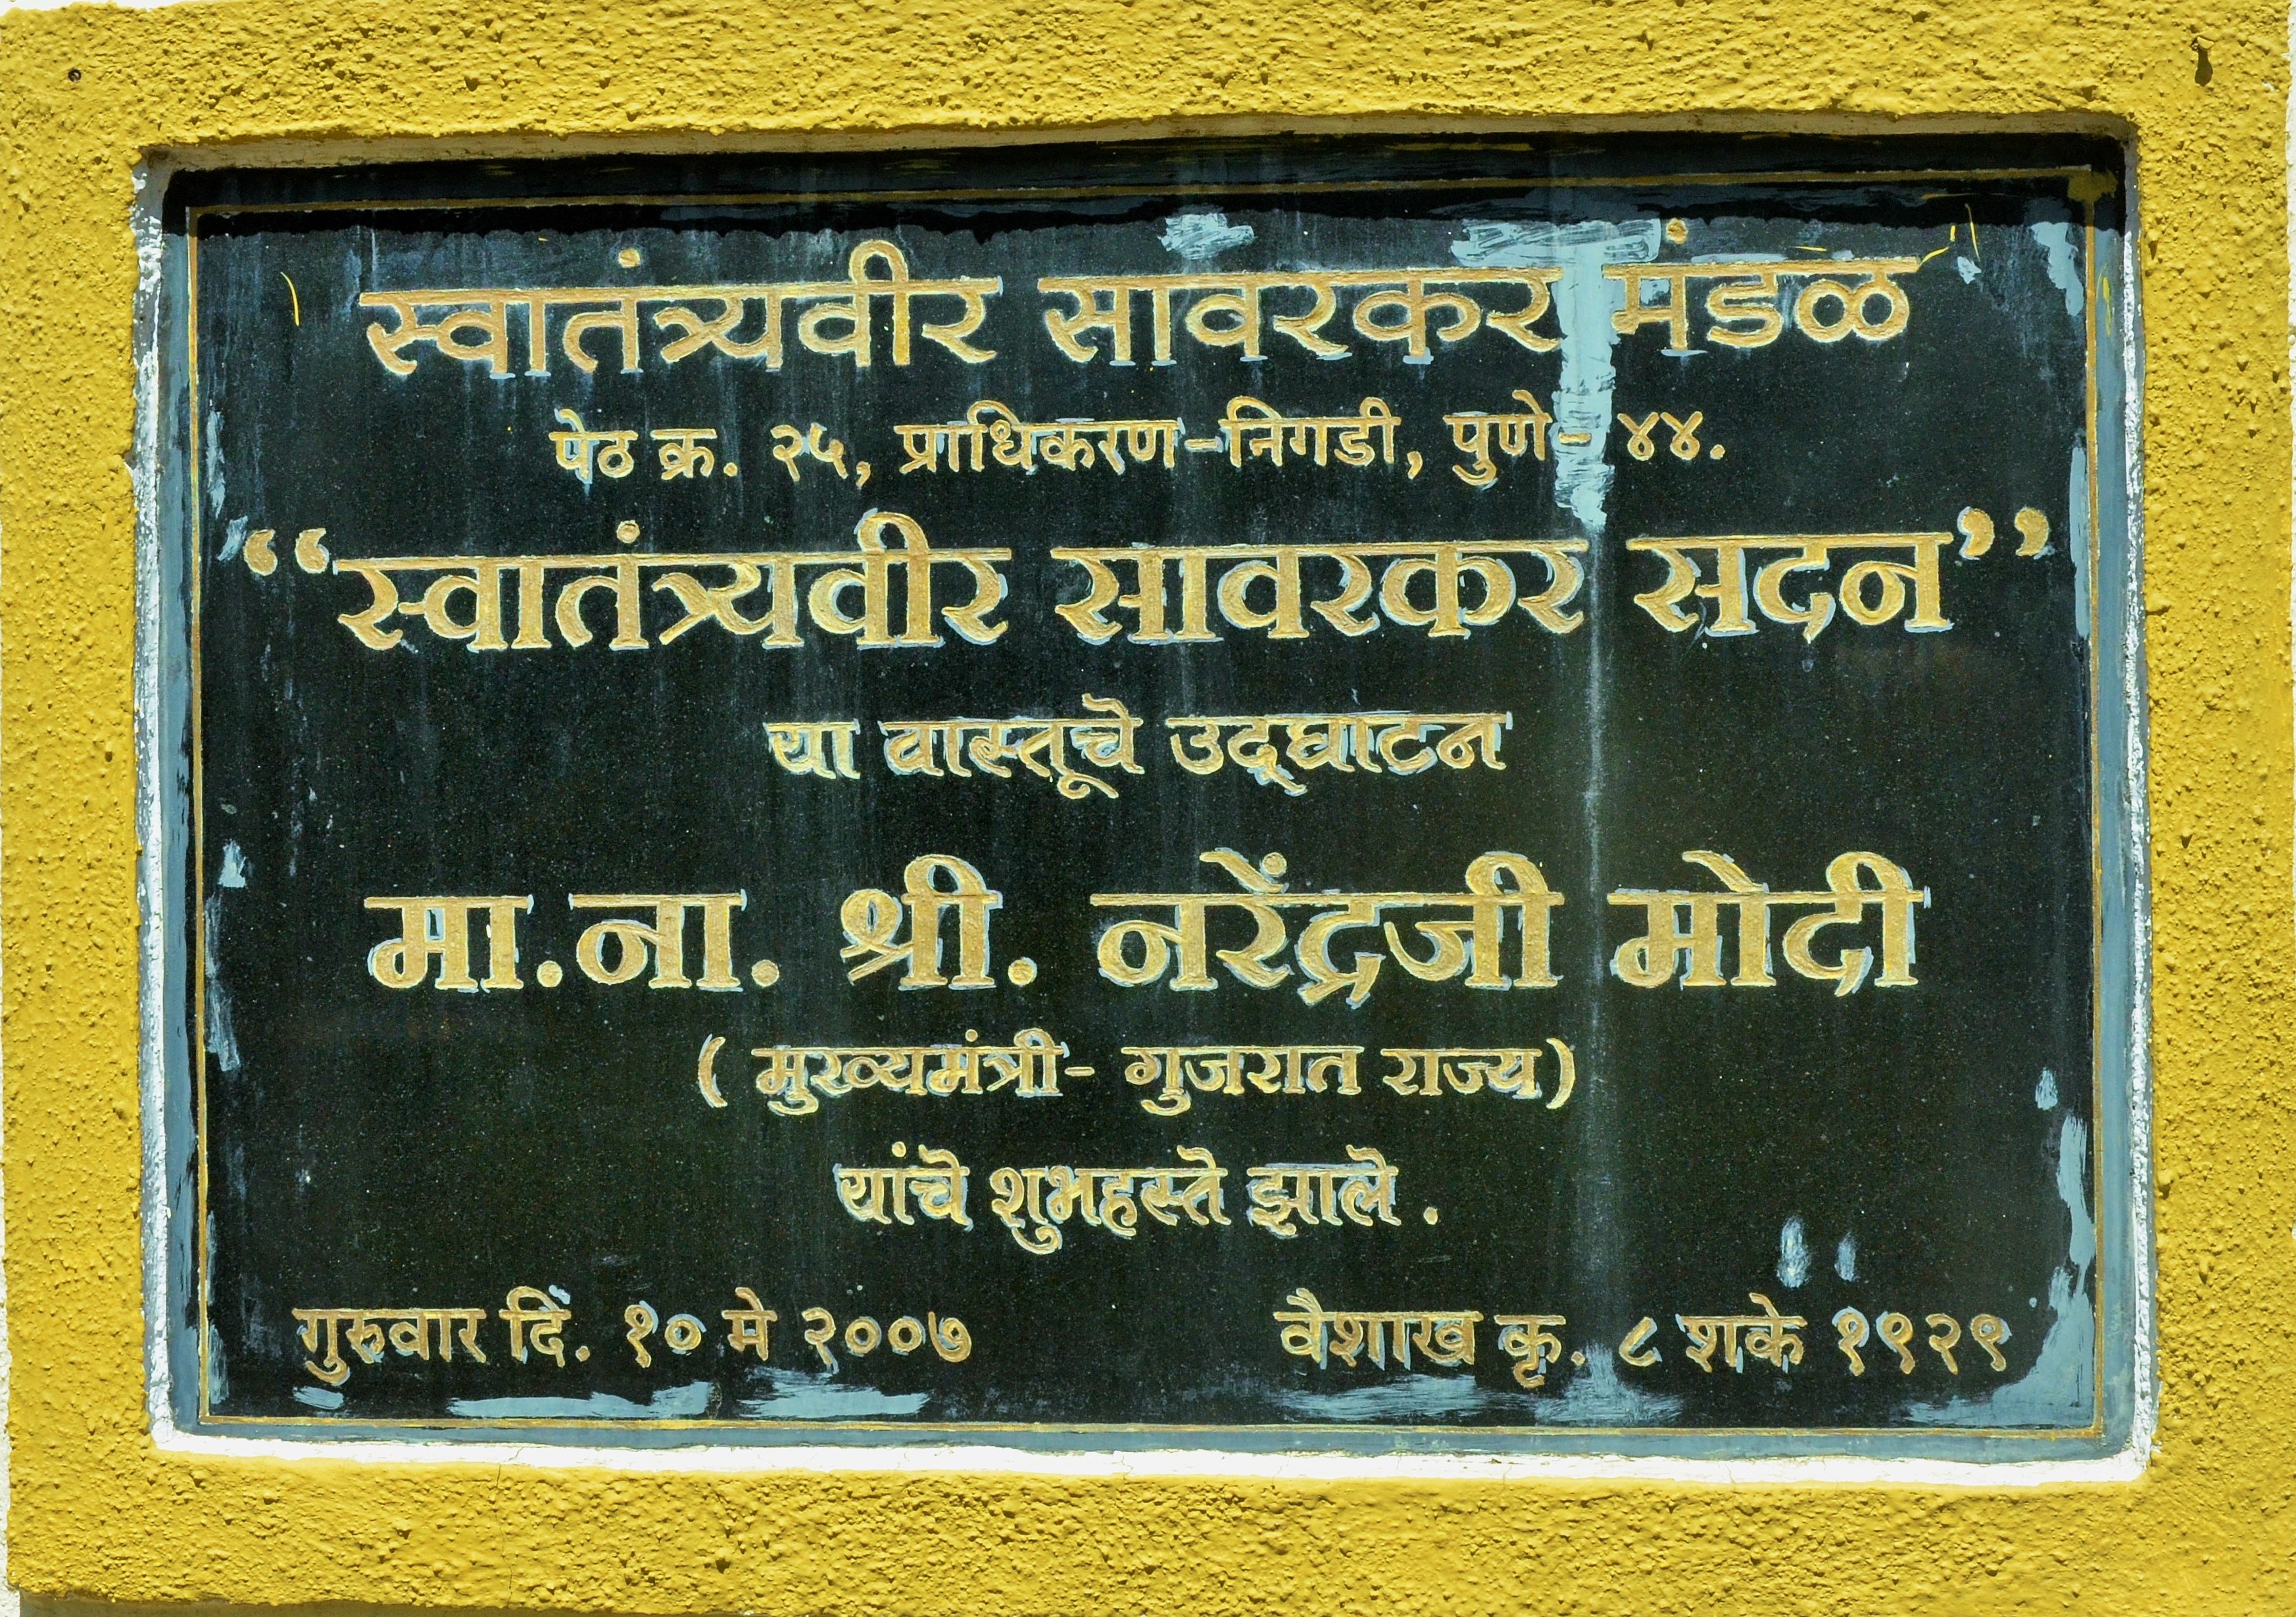 स्वातंत्र्यवीर सावरकर मंडळ
पेठ क्र. २५, प्राधिकरण-निगडी, पुणे- ४४.
“स्वातंत्र्यवीर सावरकर सदन”
या वास्तूचे उद्‌घाटन
मा.ना. श्री. नरेंद्रजी मोदी
( मुख्यमंत्री- गुजरात राज्य)
यांचे शुभहस्ते झाले .
गुरुवार दिं. १० मे २००७ वैशाख कृ. ८ शके १९२९